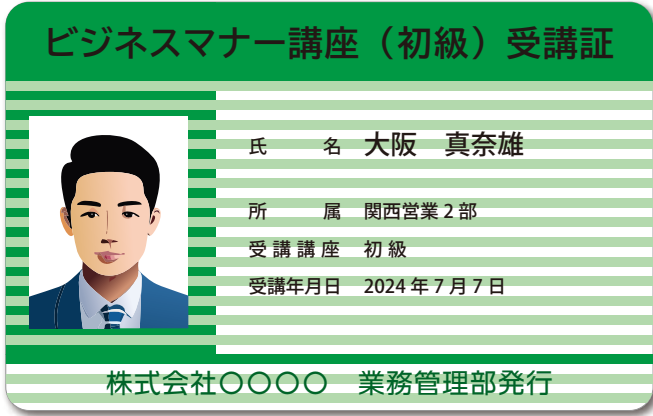 ビジネスマナー講座（初級）受講証
氏　　名　大阪　真奈雄
所　　属　関西営業２部
受講講座　初級
受講年月日　2024年7月7日
株式会社〇〇〇〇　業務管理部発行